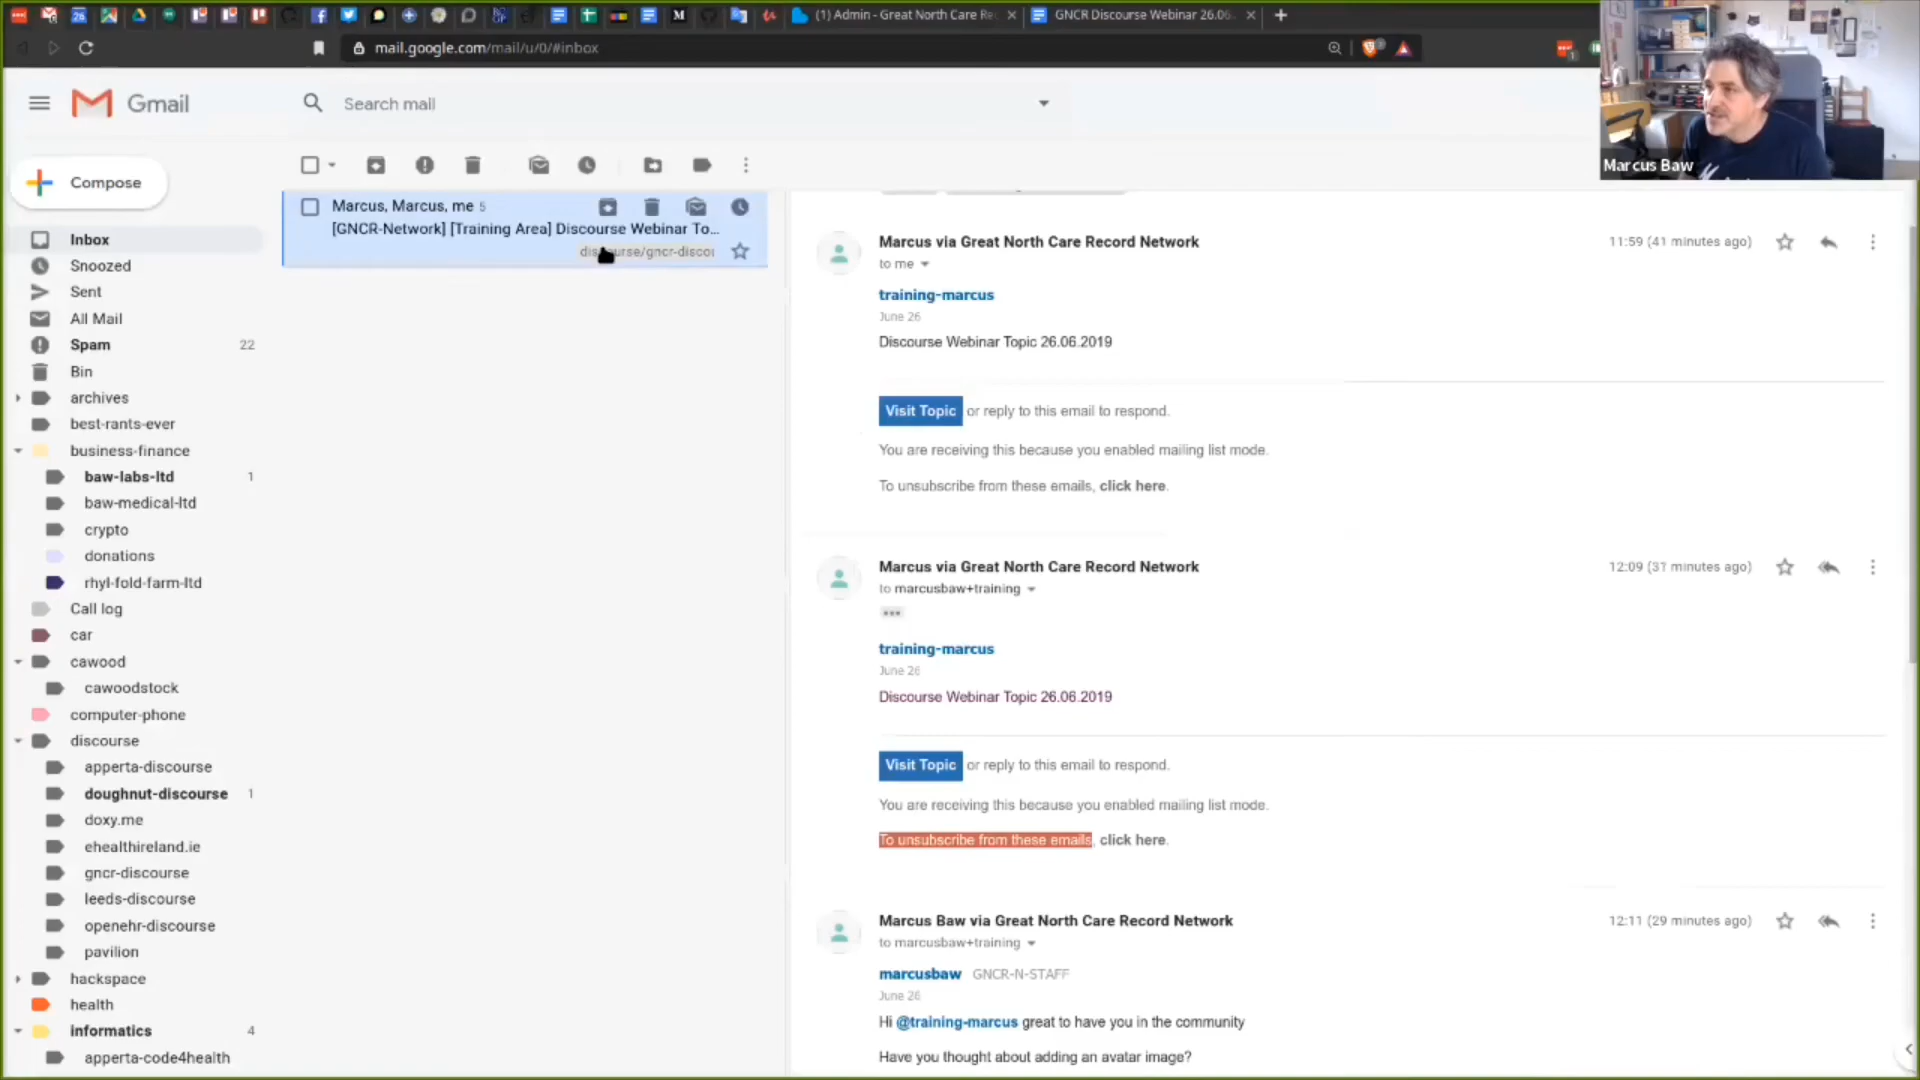 (1) Admin - Great North Care Re
GNCR Discourse Webinar 26.06.
mail.google.com/mail/u/0/#inbox
Gmail
Search mail
Marcus Baw
Compose
Inbox
Snoozed
Sent
All Mail
Spam 22
Bin
archives
best-rants-ever
business-finance
baw-labs-ltd 1
baw-medical-ltd
crypto
donations
rhyl-fold-farm-ltd
Call log
car
cawood
cawoodstock
computer-phone
discourse
apperta-discourse
doughnut-discourse 1
doxy.me
ehealthireland.ie
gncr-discourse
leeds-discourse
openehr-discourse
pavilion
hackspace
health
informatics 4
apperta-code4health
Marcus, Marcus, me 5
[GNCR-Network] [Training Area] Discourse Webinar To...
Marcus via Great North Care Record Network
11:59 (41 minutes ago)
to me
training-marcus
June 26
Discourse Webinar Topic 26.06.2019
Visit Topic or reply to this email to respond.
You are receiving this because you enabled mailing list mode.
To unsubscribe from these emails, click here.
Marcus via Great North Care Record Network
12:09 (31 minutes ago)
to marcusbaw+training
training-marcus
June 26
Discourse Webinar Topic 26.06.2019
Visit Topic or reply to this email to respond.
You are receiving this because you enabled mailing list mode.
To unsubscribe from these emails, click here.
Marcus Baw via Great North Care Record Network
12:11 (29 minutes ago)
to marcusbaw+training
marcusbaw GNCR-N-STAFF
June 26
Hi @training-marcus great to have you in the community
Have you thought about adding an avatar image?